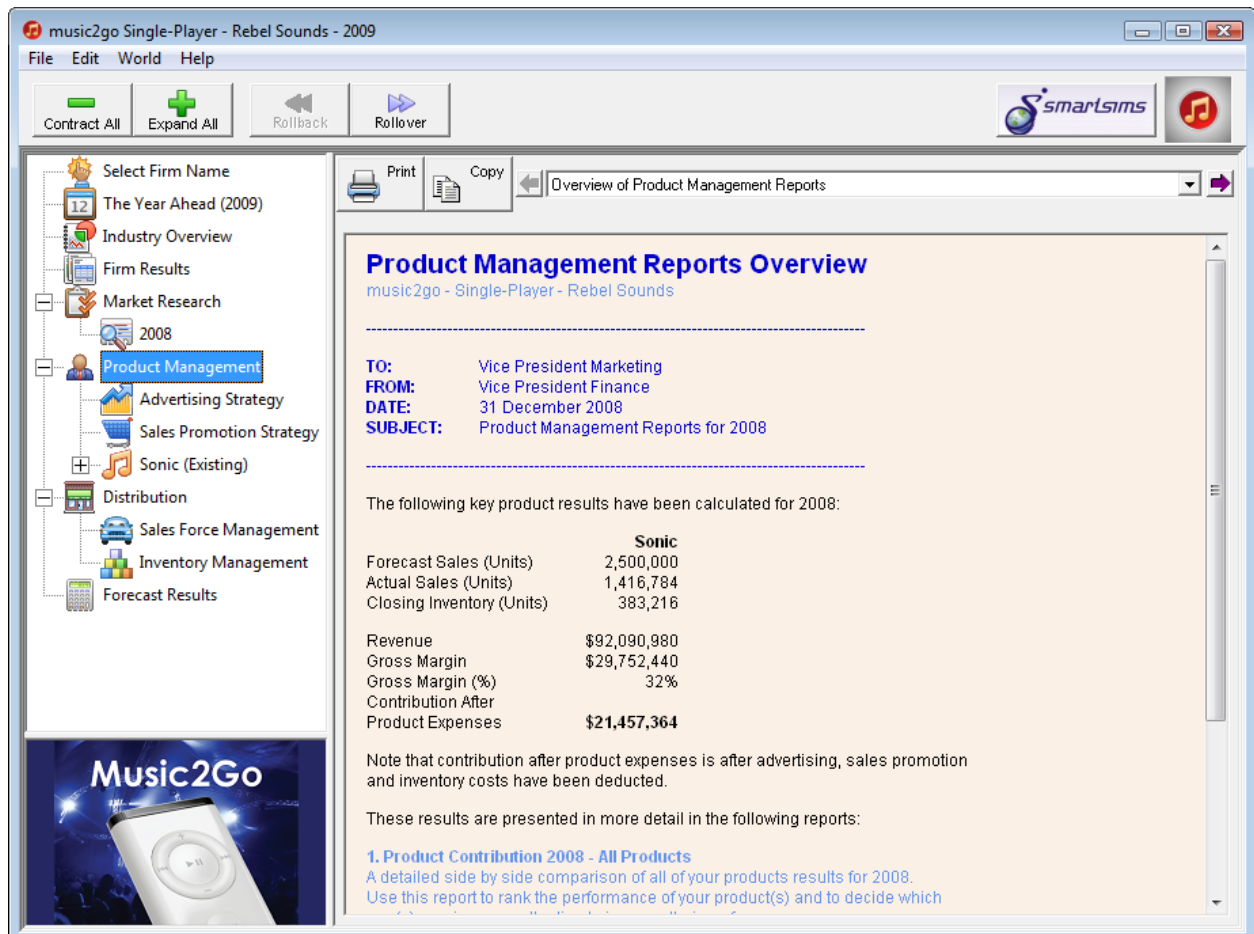 music2go Single-Player - Rebel Sounds - 2009
File Edit World Help
Contract All
Expand All
Rollback
Rollover
smartsims
Select Firm Name
12
The Year Ahead (2009)
Industry Overview
Firm Results
Market Research
2008
Product Management
Advertising Strategy
Sales Promotion Strategy
Sonic (Existing)
Distribution
Sales Force Management
Inventory Management
Forecast Results
Music2Go
Print
Copy
Overview of Product Management Reports
Product Management Reports Overview
music2go - Single-Player - Rebel Sounds
TO: Vice President Marketing
FROM: Vice President Finance
DATE: 31 December 2008
SUBJECT: Product Management Reports for 2008
The following key product results have been calculated for 2008:
Sonic
Forecast Sales (Units) 2,500,000
Actual Sales (Units) 1,416,784
Closing Inventory (Units) 383,216
Revenue $92,090,980
Gross Margin $29,752,440
Gross Margin (%) 32%
Contribution After
Product Expenses $21,457,364
Note that contribution after product expenses is after advertising, sales promotion
and inventory costs have been deducted.
These results are presented in more detail in the following reports:
1. Product Contribution 2008 - All Products
A detailed side by side comparison of all of your products results for 2008.
Use this report to rank the performance of your product(s) and to decide which